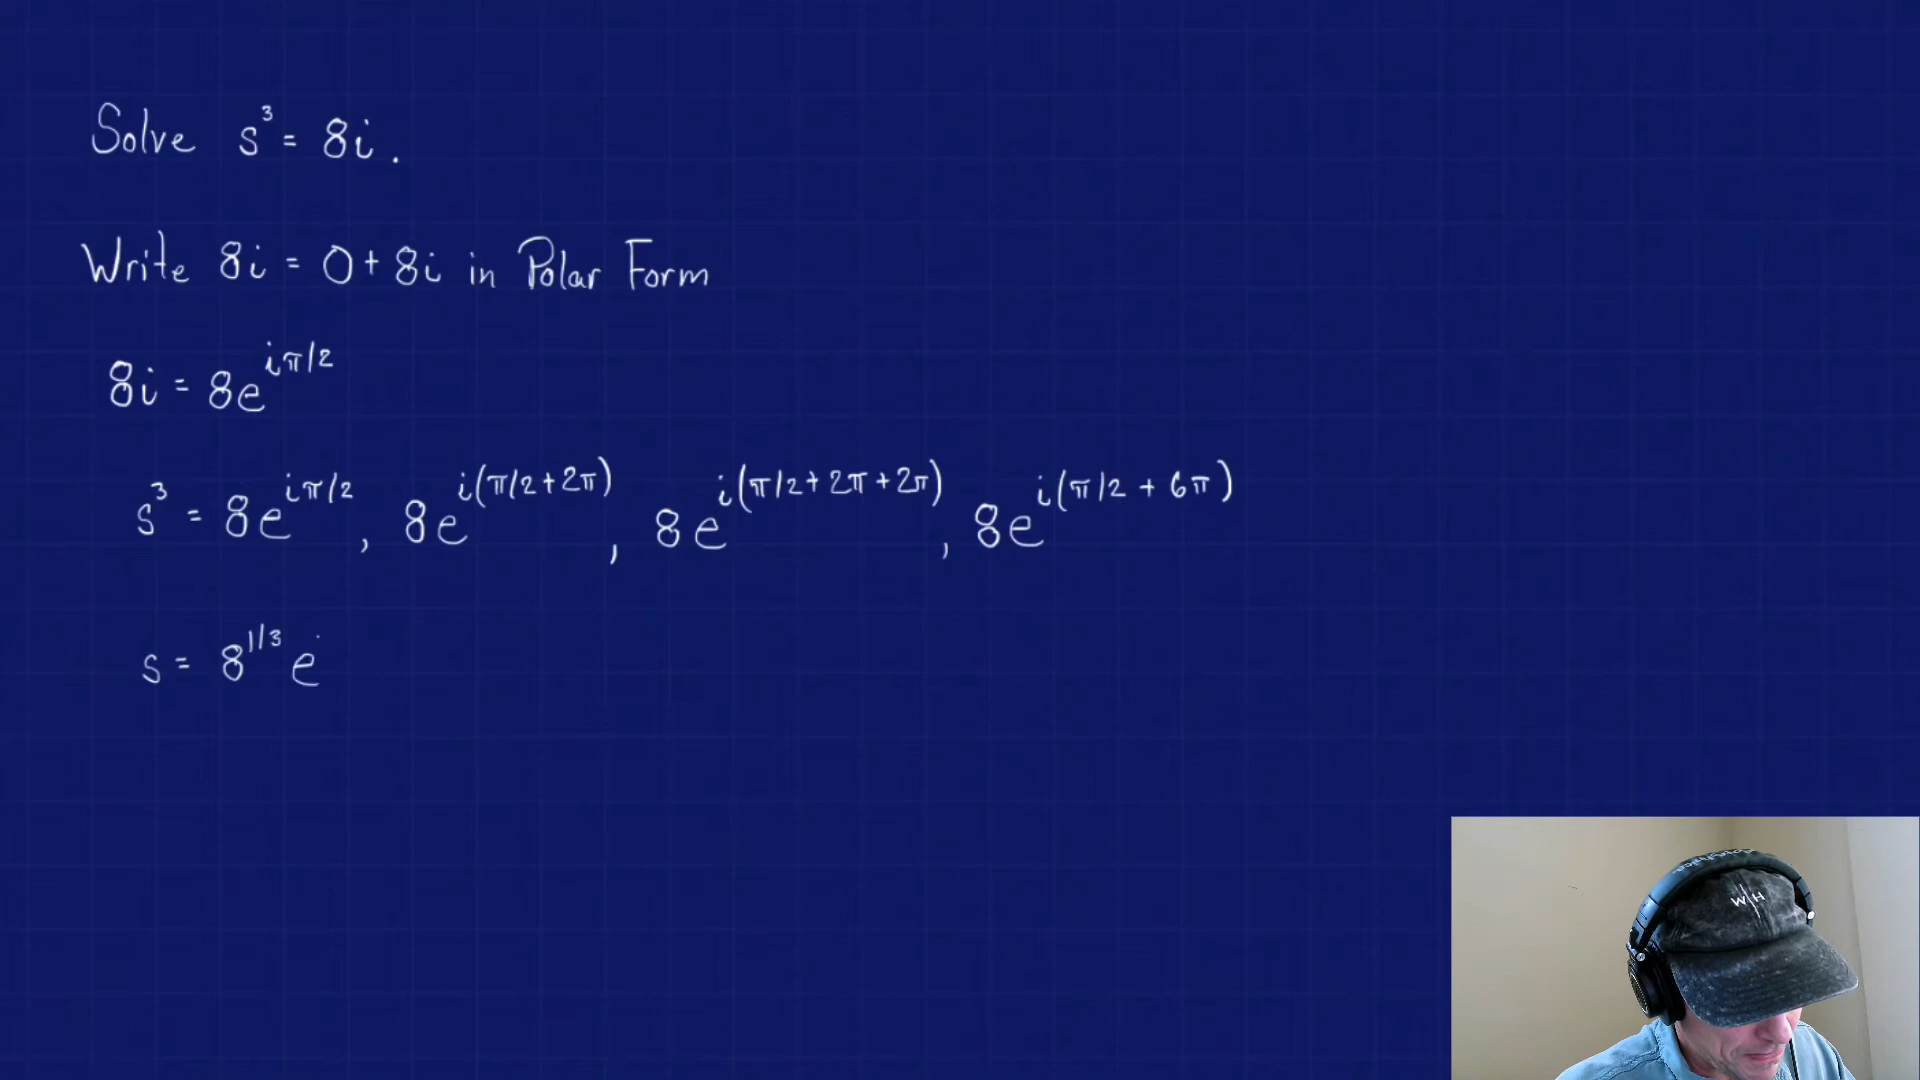 Solve s³ = 8i.
Write 8i = 0 + 8i in Polar Form
8i = 8e^{iπ/2}
s³ = 8e^{iπ/2}, 8e^{i(π/2+2π)}, 8e^{i(π/2+2π+2π)}, 8e^{i(π/2+6π)}
s = 8^{1/3} e
W|H